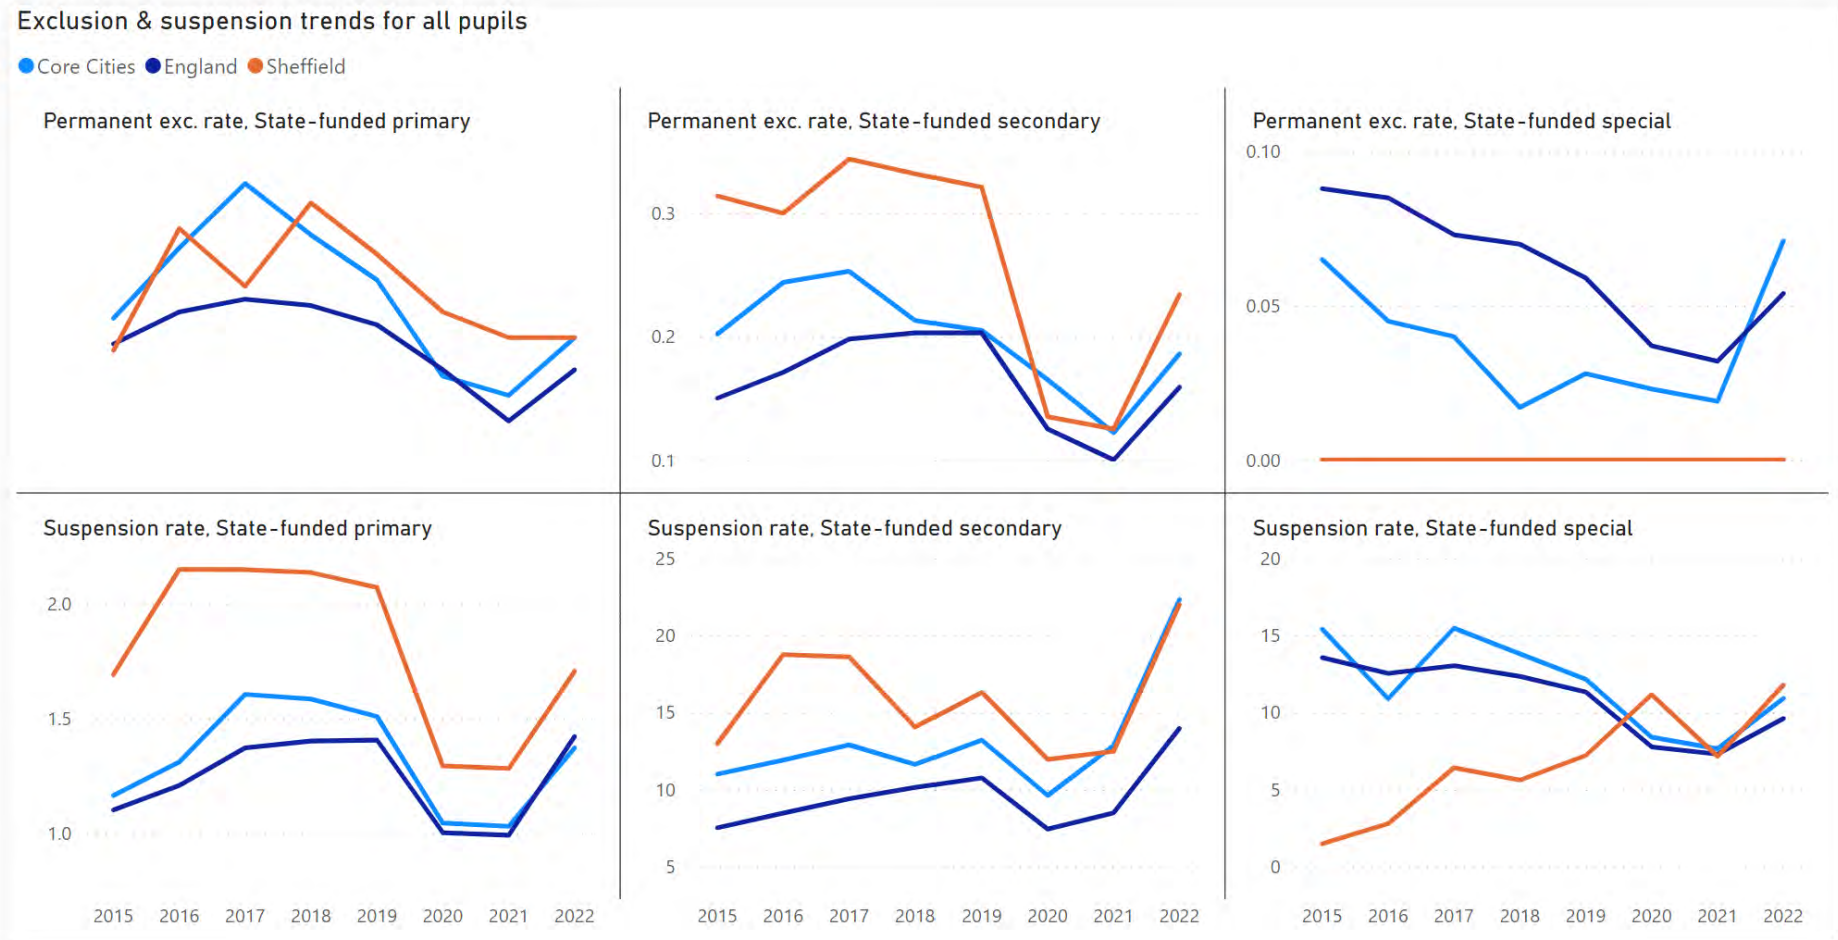 Exclusion & suspension trends for all pupils
Core Cities England Sheffield
Permanent exc. rate, State-funded primary
Permanent exc. rate, State-funded secondary
0.3
0.2
0.1
Permanent exc. rate, State-funded special
0.10
0.05
0.00
Suspension rate, State-funded primary
2.0
1.5
1.0
2015 2016 2017 2018 2019 2020 2021 2022
Suspension rate, State-funded secondary
25
20
15
10
5
2015 2016 2017 2018 2019 2020 2021 2022
Suspension rate, State-funded special
20
15
10
5
0
2015 2016 2017 2018 2019 2020 2021 2022